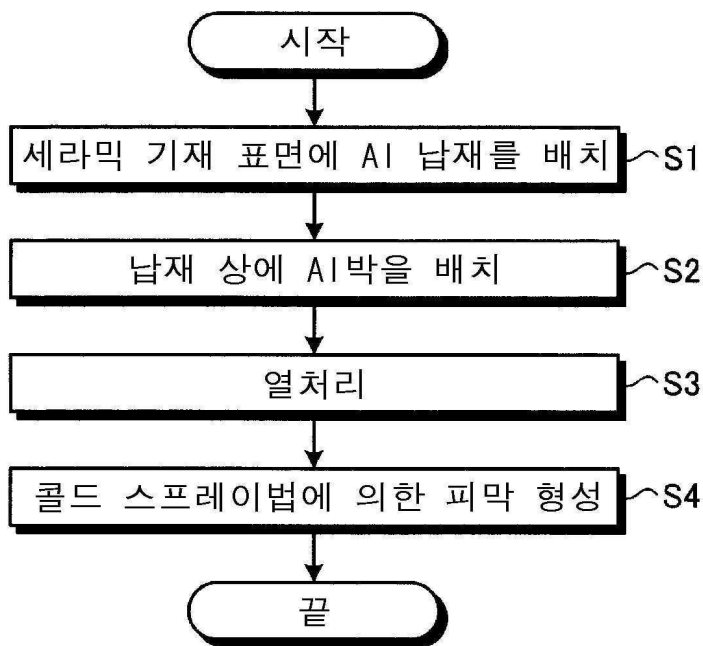 시작
세라믹 기재 표면에 Al 납재를 배치
S1
납재 상에 Al박을 배치
S2
열처리
S3
콜드 스프레이법에 의한 피막 형성
S4
끝